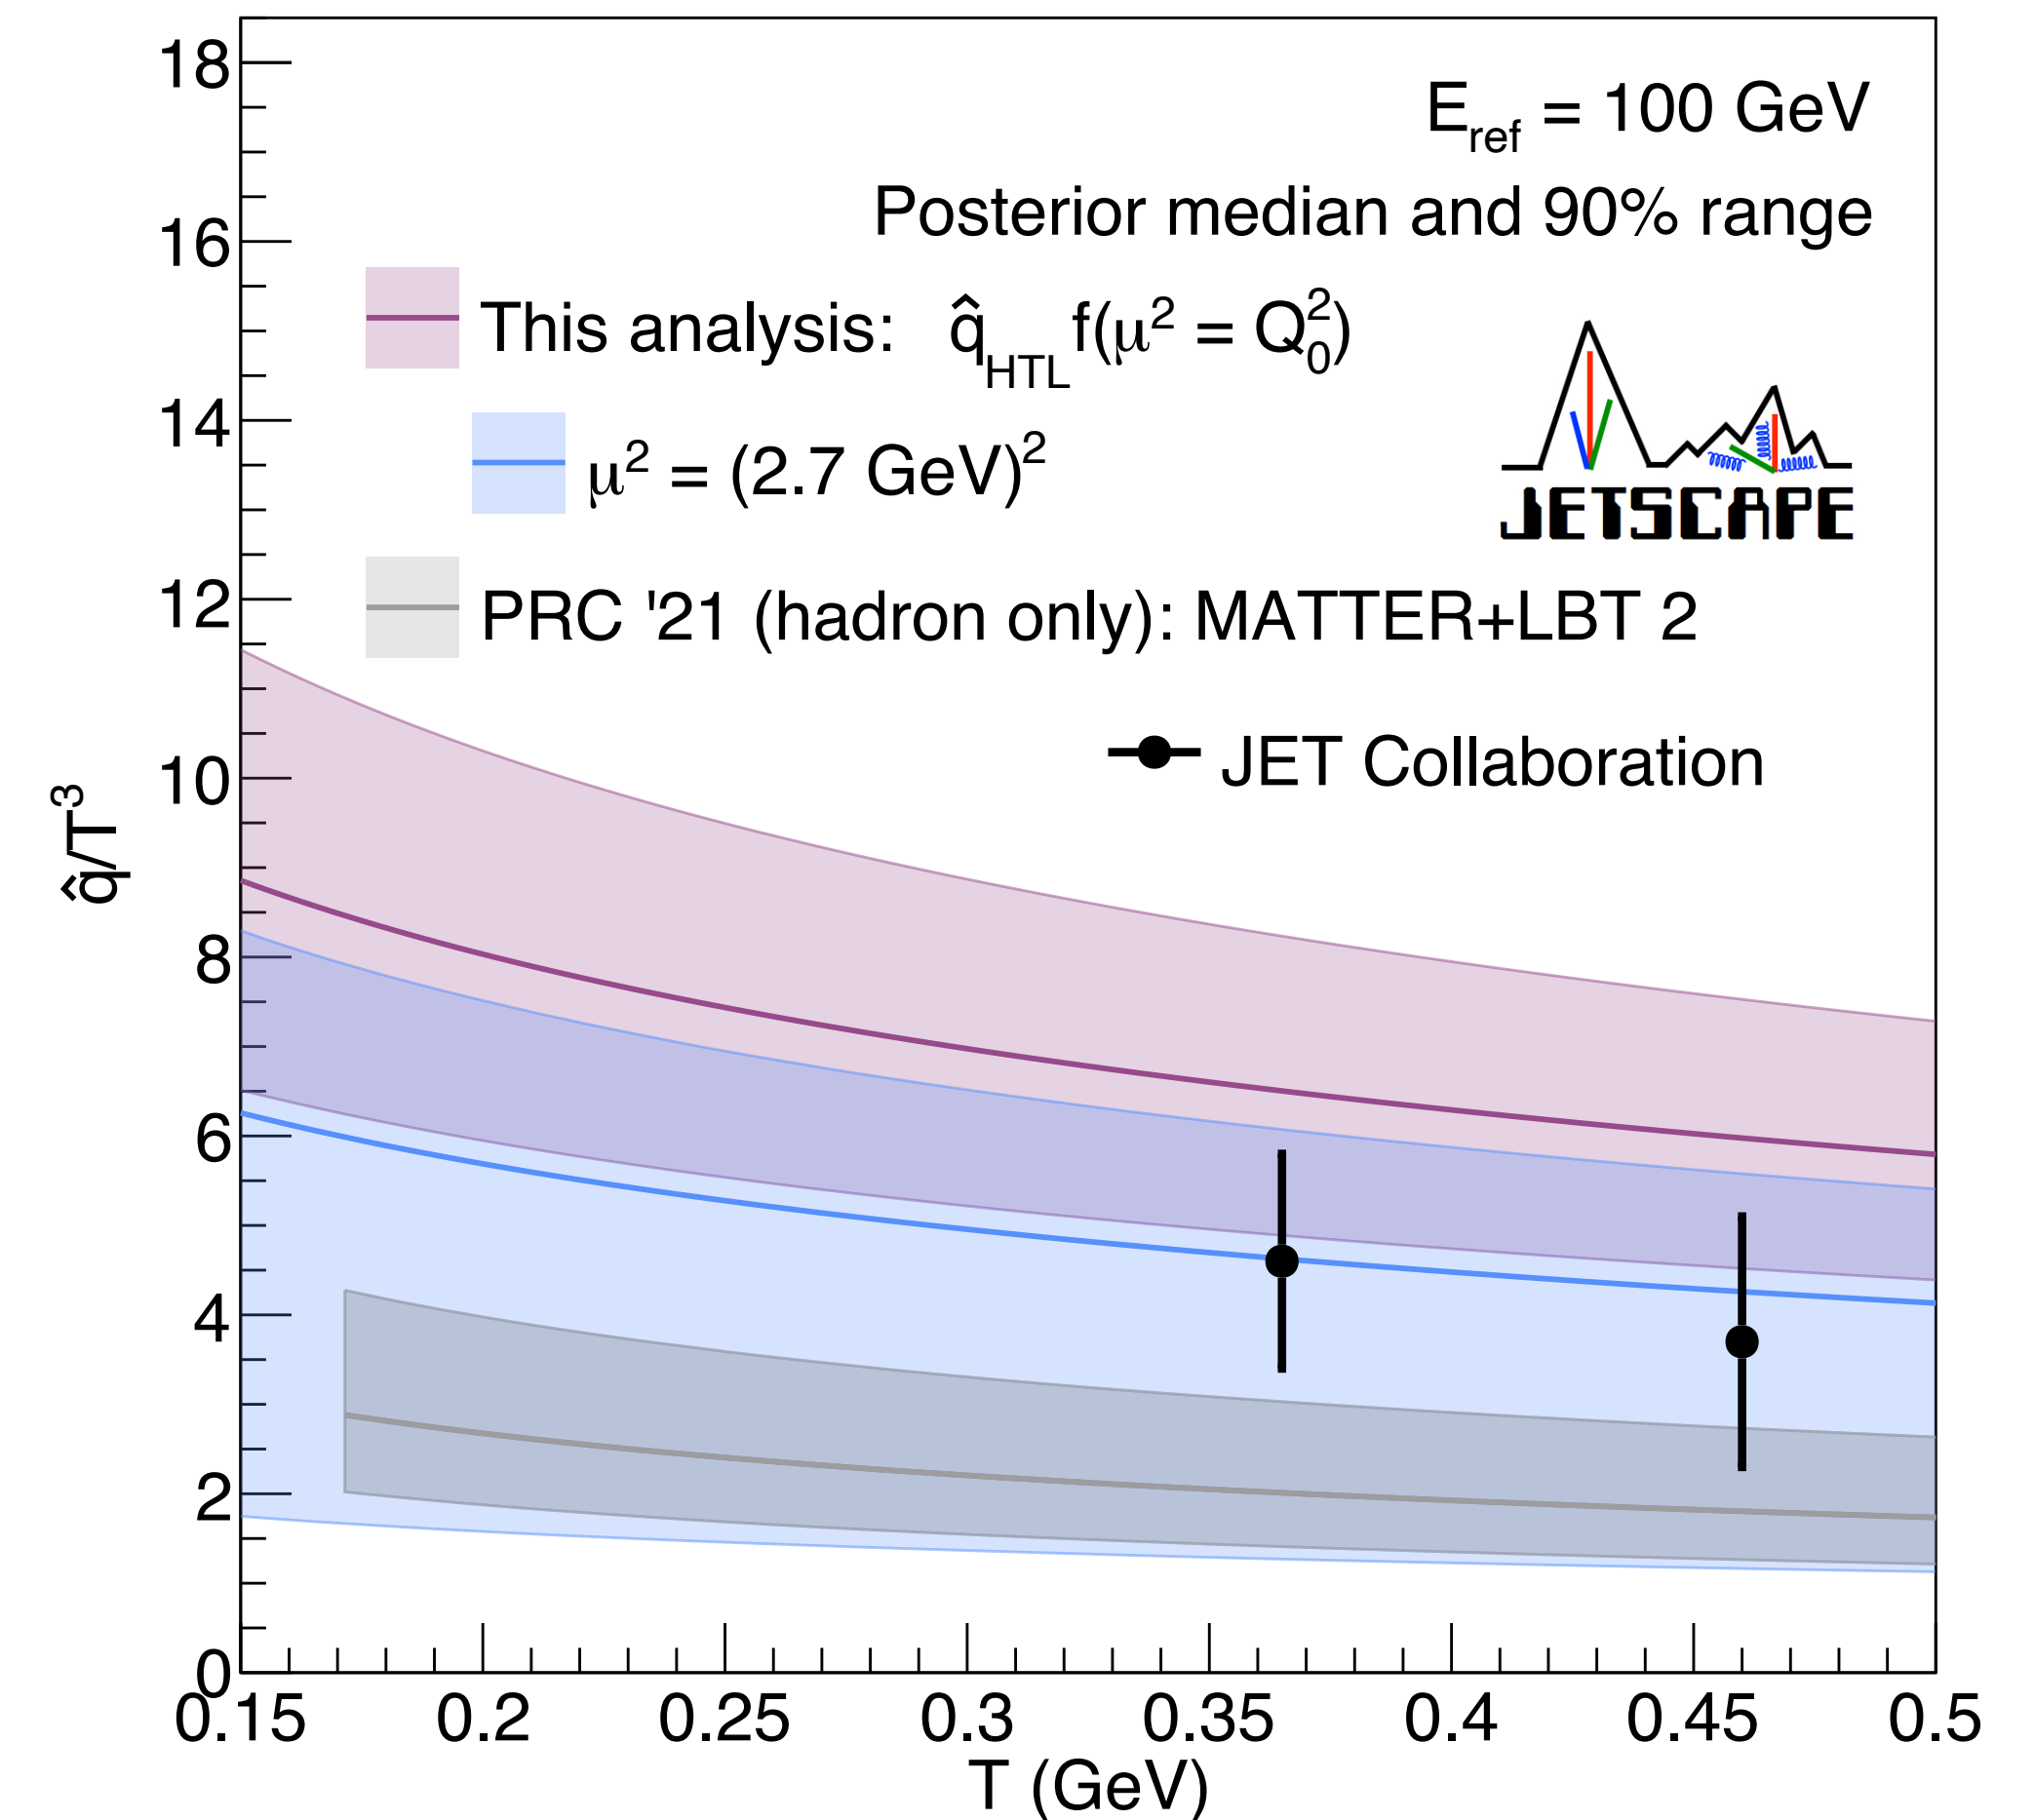 E_ref = 100 GeV
Posterior median and 90% range
This analysis: q̂_HTL f(μ² = Q₀²)
μ² = (2.7 GeV)²
JETSCAPE
PRC '21 (hadron only): MATTER+LBT 2
JET Collaboration
q̂/T³
18
16
14
12
10
8
6
4
2
0
0.15 0.2 0.25 0.3 0.35 0.4 0.45 0.5
T (GeV)